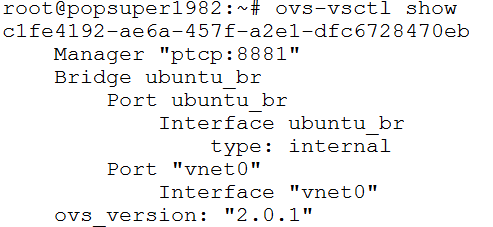 root@popsuper1982:~# ovs-vsctl show
c1fe4192-ae6a-457f-a2e1-dfc6728470eb
    Manager "ptcp:8881"
    Bridge ubuntu_br
        Port ubuntu_br
            Interface ubuntu_br
                type: internal
        Port "vnet0"
            Interface "vnet0"
    ovs_version: "2.0.1"